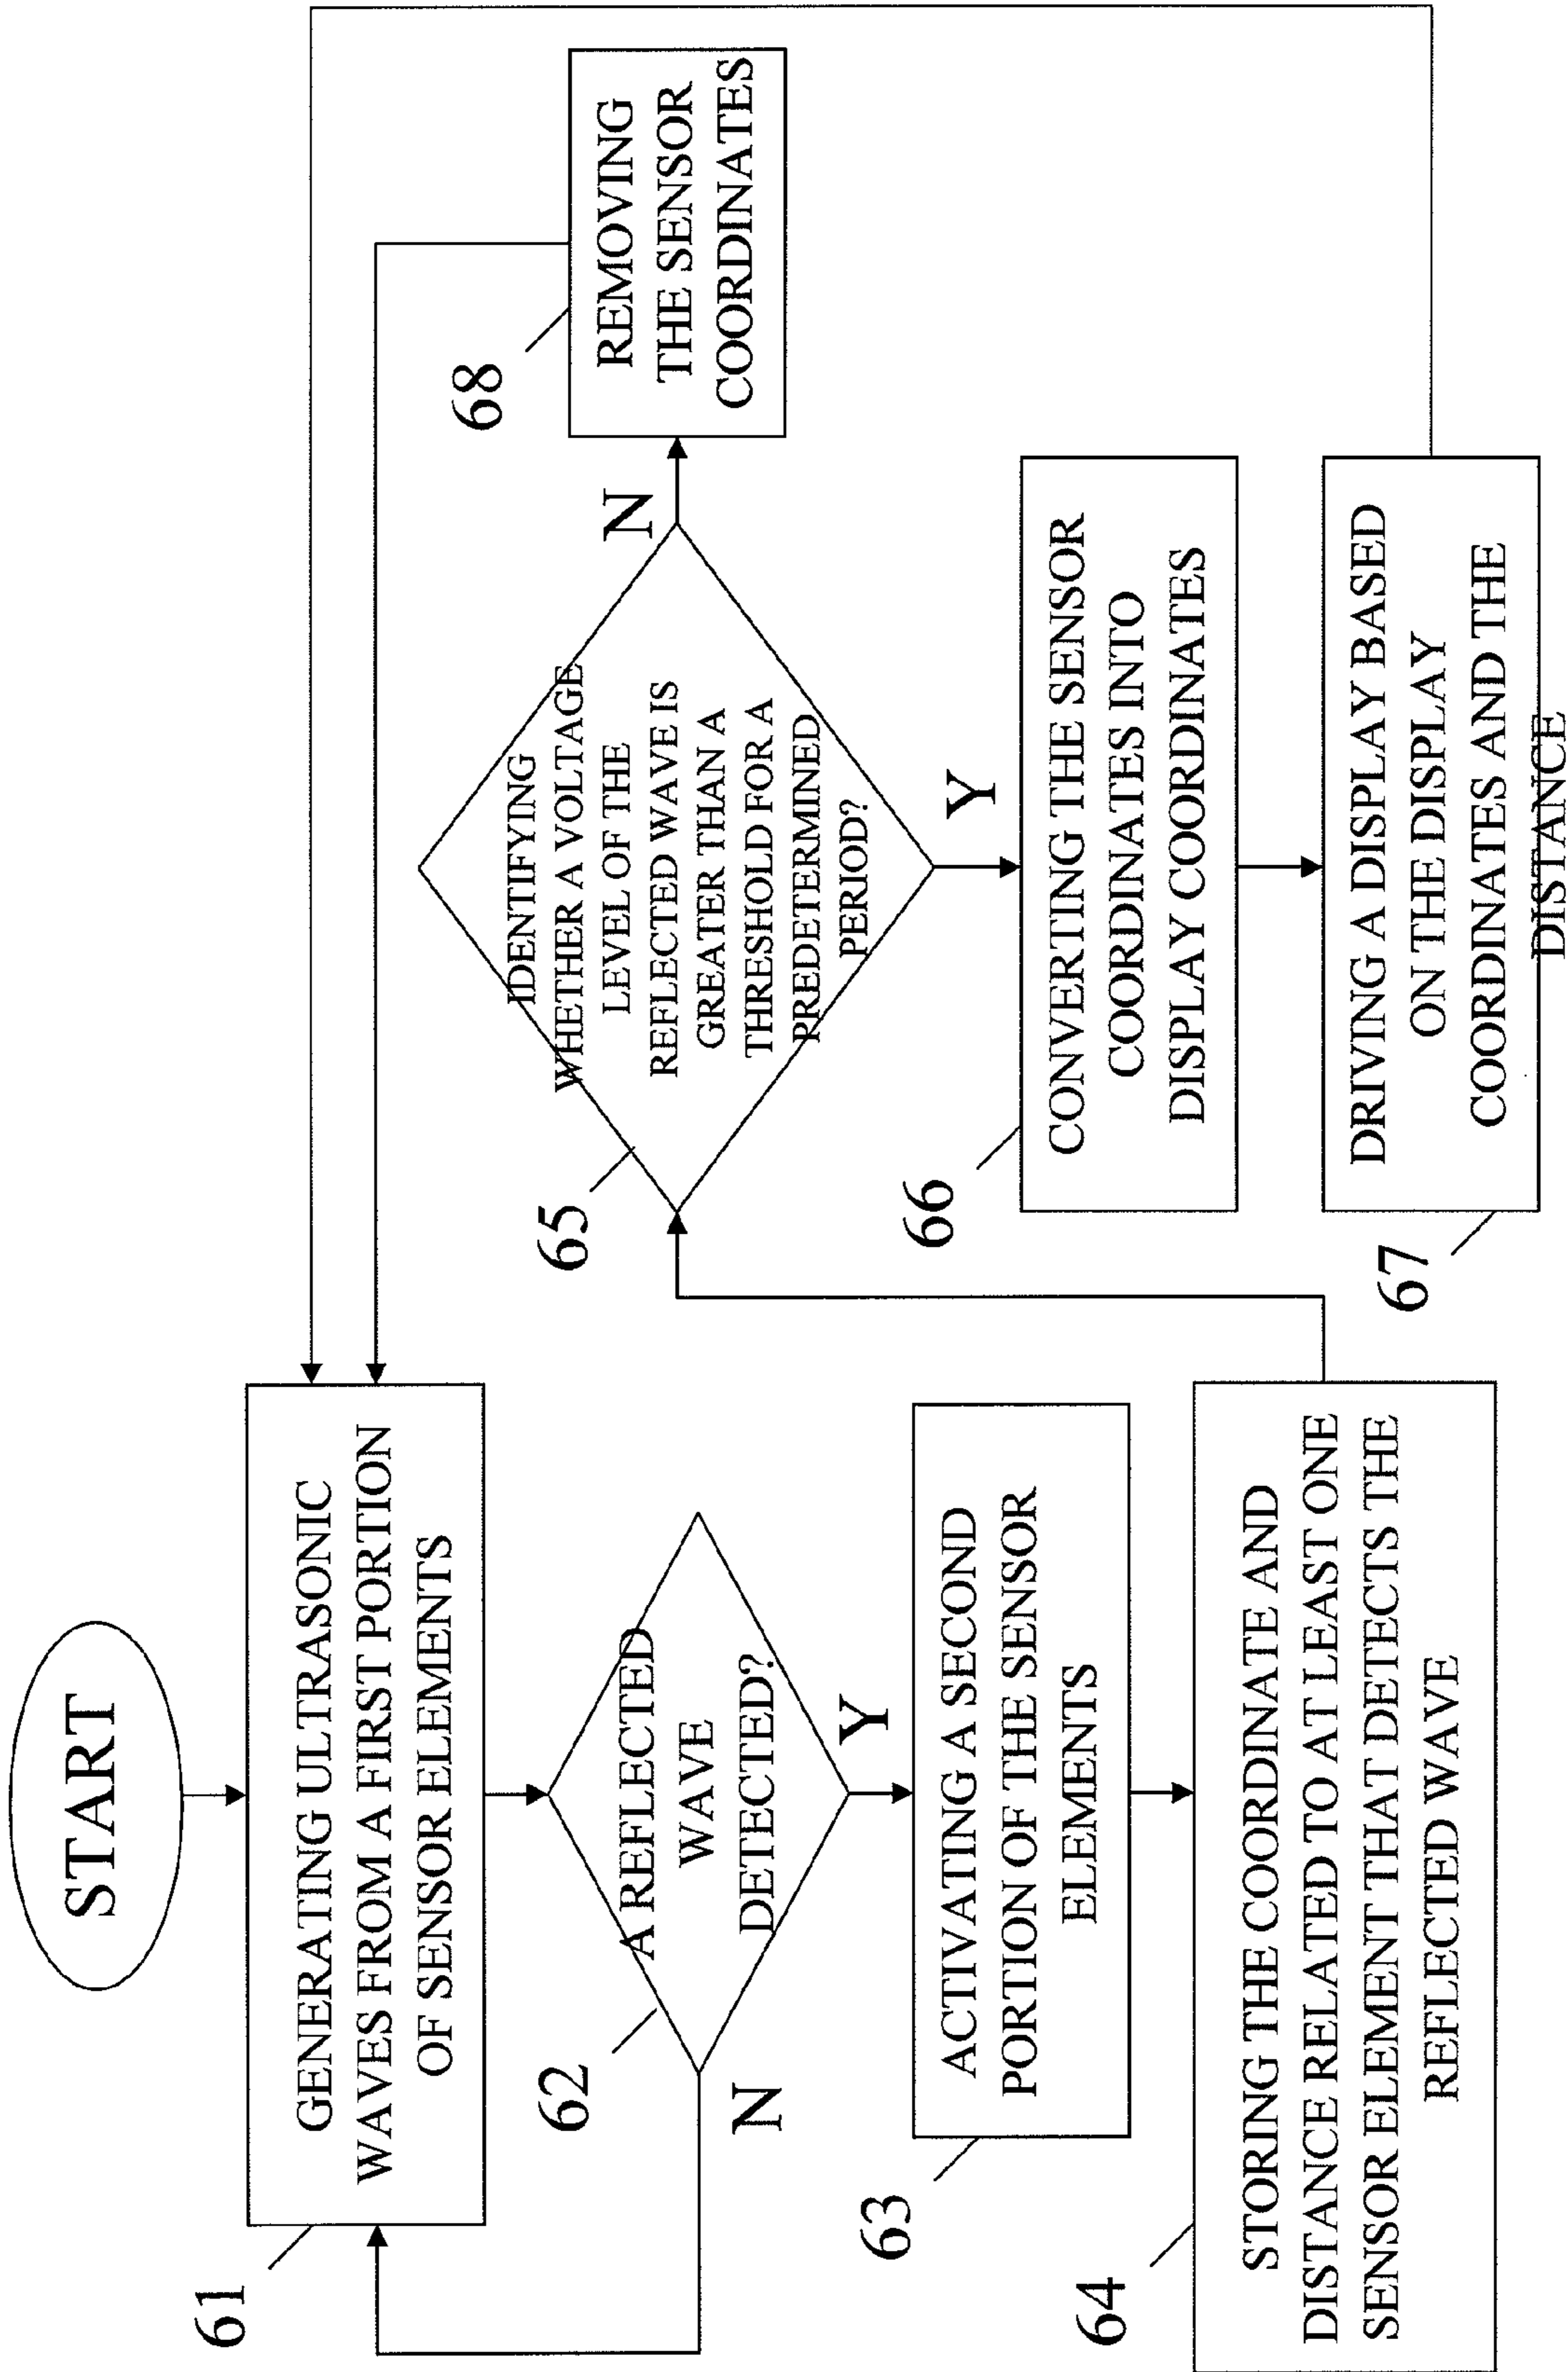 START
61
GENERATING ULTRASONIC
WAVES FROM A FIRST PORTION
OF SENSOR ELEMENTS
62
A REFLECTED
WAVE
DETECTED?
N
Y
63
ACTIVATING A SECOND
PORTION OF THE SENSOR
ELEMENTS
64
STORING THE COORDINATE AND
DISTANCE RELATED TO AT LEAST ONE
SENSOR ELEMENT THAT DETECTS THE
REFLECTED WAVE
65
IDENTIFYING
WHETHER A VOLTAGE
LEVEL OF THE
REFLECTED WAVE IS
GREATER THAN A
THRESHOLD FOR A
PREDETERMINED
PERIOD?
N
68
REMOVING
THE SENSOR
COORDINATES
Y
66
CONVERTING THE SENSOR
COORDINATES INTO
DISPLAY COORDINATES
67
DRIVING A DISPLAY BASED
ON THE DISPLAY
COORDINATES AND THE
DISTANCE